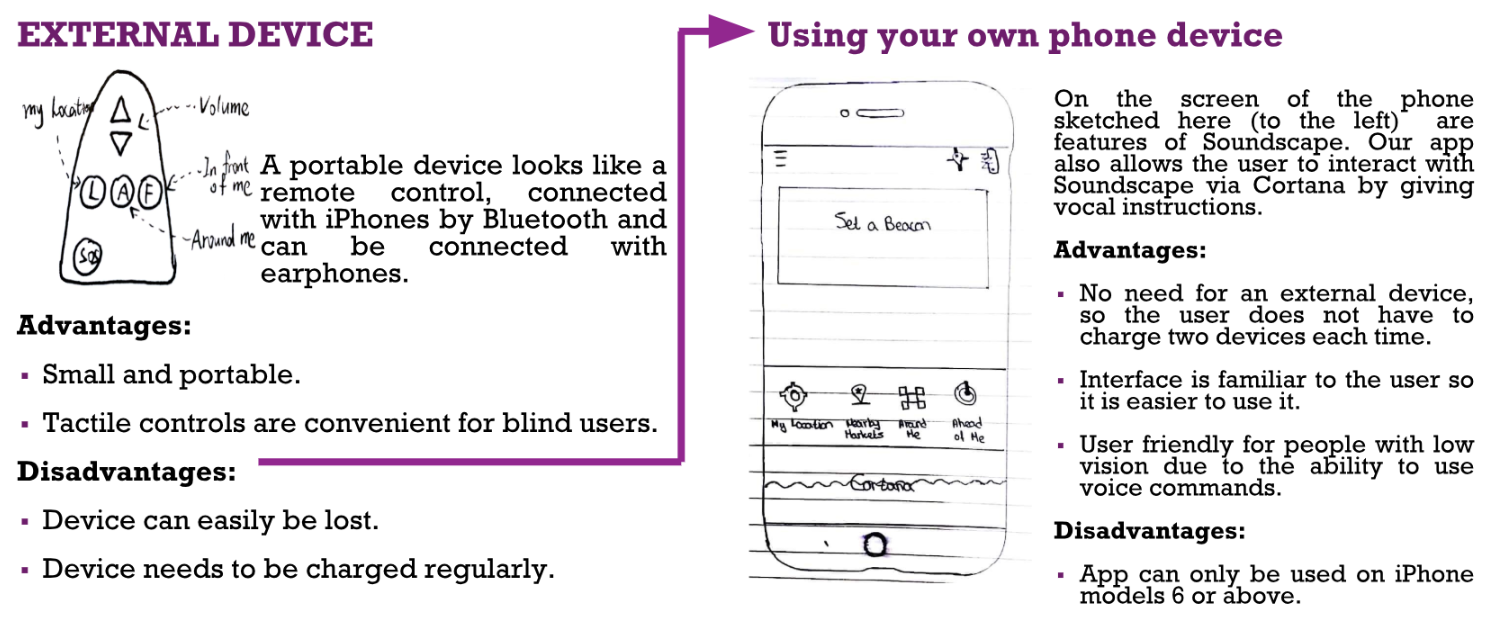 EXTERNAL DEVICE
my Location
Volume
In front
of me
Around me
L A F
SOS
A portable device looks like a
remote control, connected
with iPhones by Bluetooth and
can be connected with
earphones.
Advantages:
▪ Small and portable.
▪ Tactile controls are convenient for blind users.
Disadvantages:
▪ Device can easily be lost.
▪ Device needs to be charged regularly.
Using your own phone device
Set a Beacon
My Location
Nearby
Markets
Around
Me
Ahead
of Me
Cortana
On the screen of the phone
sketched here (to the left) are
features of Soundscape. Our app
also allows the user to interact with
Soundscape via Cortana by giving
vocal instructions.
Advantages:
▪ No need for an external device,
so the user does not have to
charge two devices each time.
▪ Interface is familiar to the user so
it is easier to use it.
▪ User friendly for people with low
vision due to the ability to use
voice commands.
Disadvantages:
▪ App can only be used on iPhone
models 6 or above.